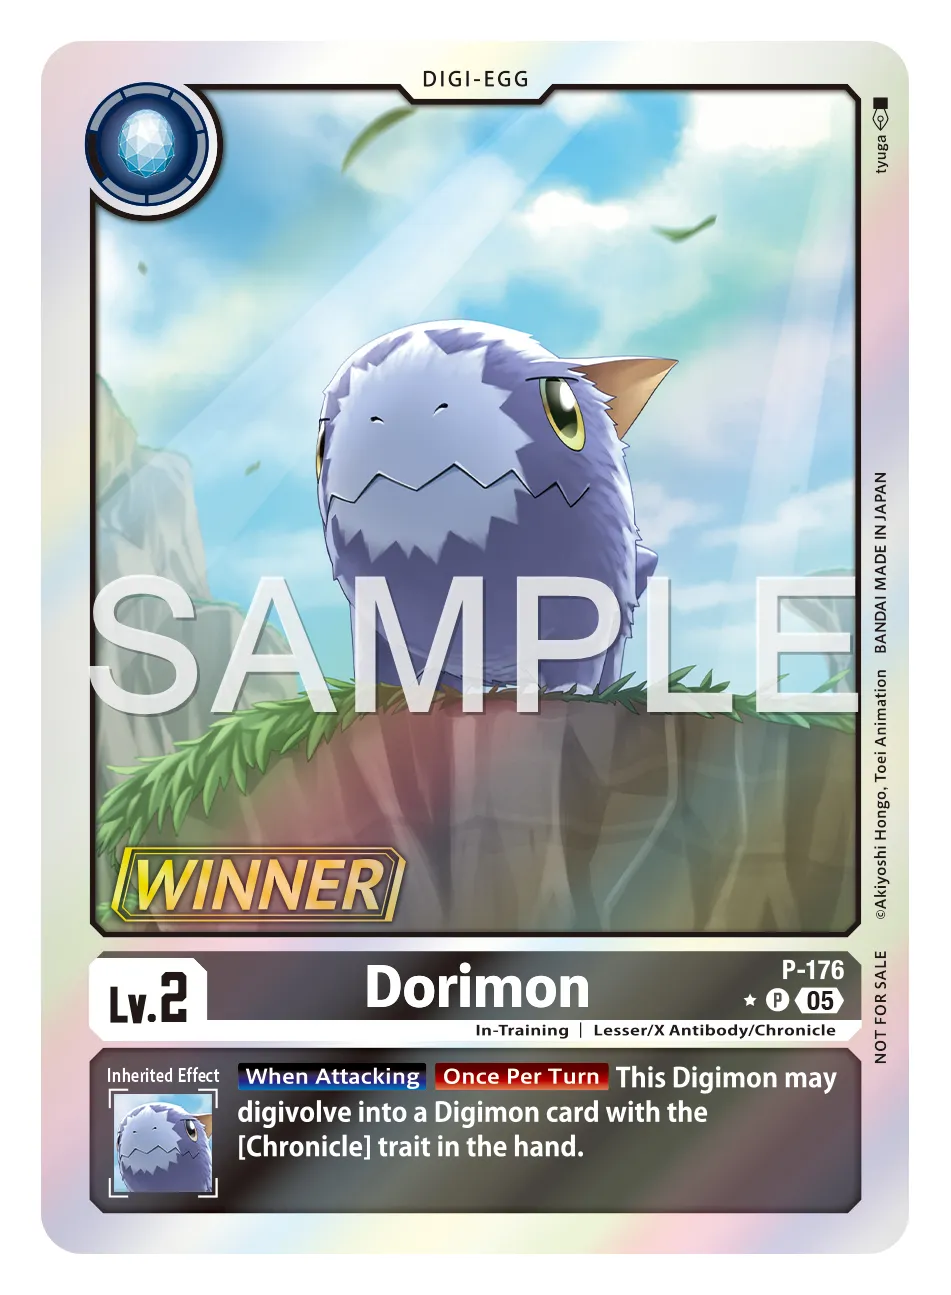 DIGI-EGG
tyuga
SAMPLE
WINNER
BANDAI MADE IN JAPAN
©Akiyoshi Hongo, Toei Animation
NOT FOR SALE
Lv.2
Dorimon
P-176
P 05
In-Training | Lesser/X Antibody/Chronicle
Inherited Effect
When Attacking Once Per Turn This Digimon may
digivolve into a Digimon card with the
[Chronicle] trait in the hand.